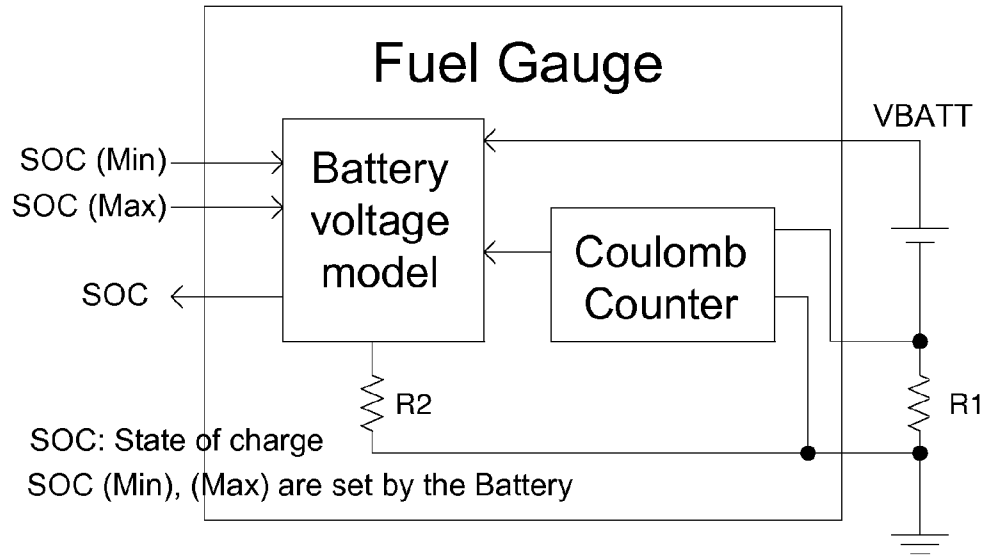 Fuel Gauge
VBATT
SOC (Min)
SOC (Max)
SOC
Battery
voltage
model
Coulomb
Counter
R2
R1
SOC: State of charge
SOC (Min), (Max) are set by the Battery